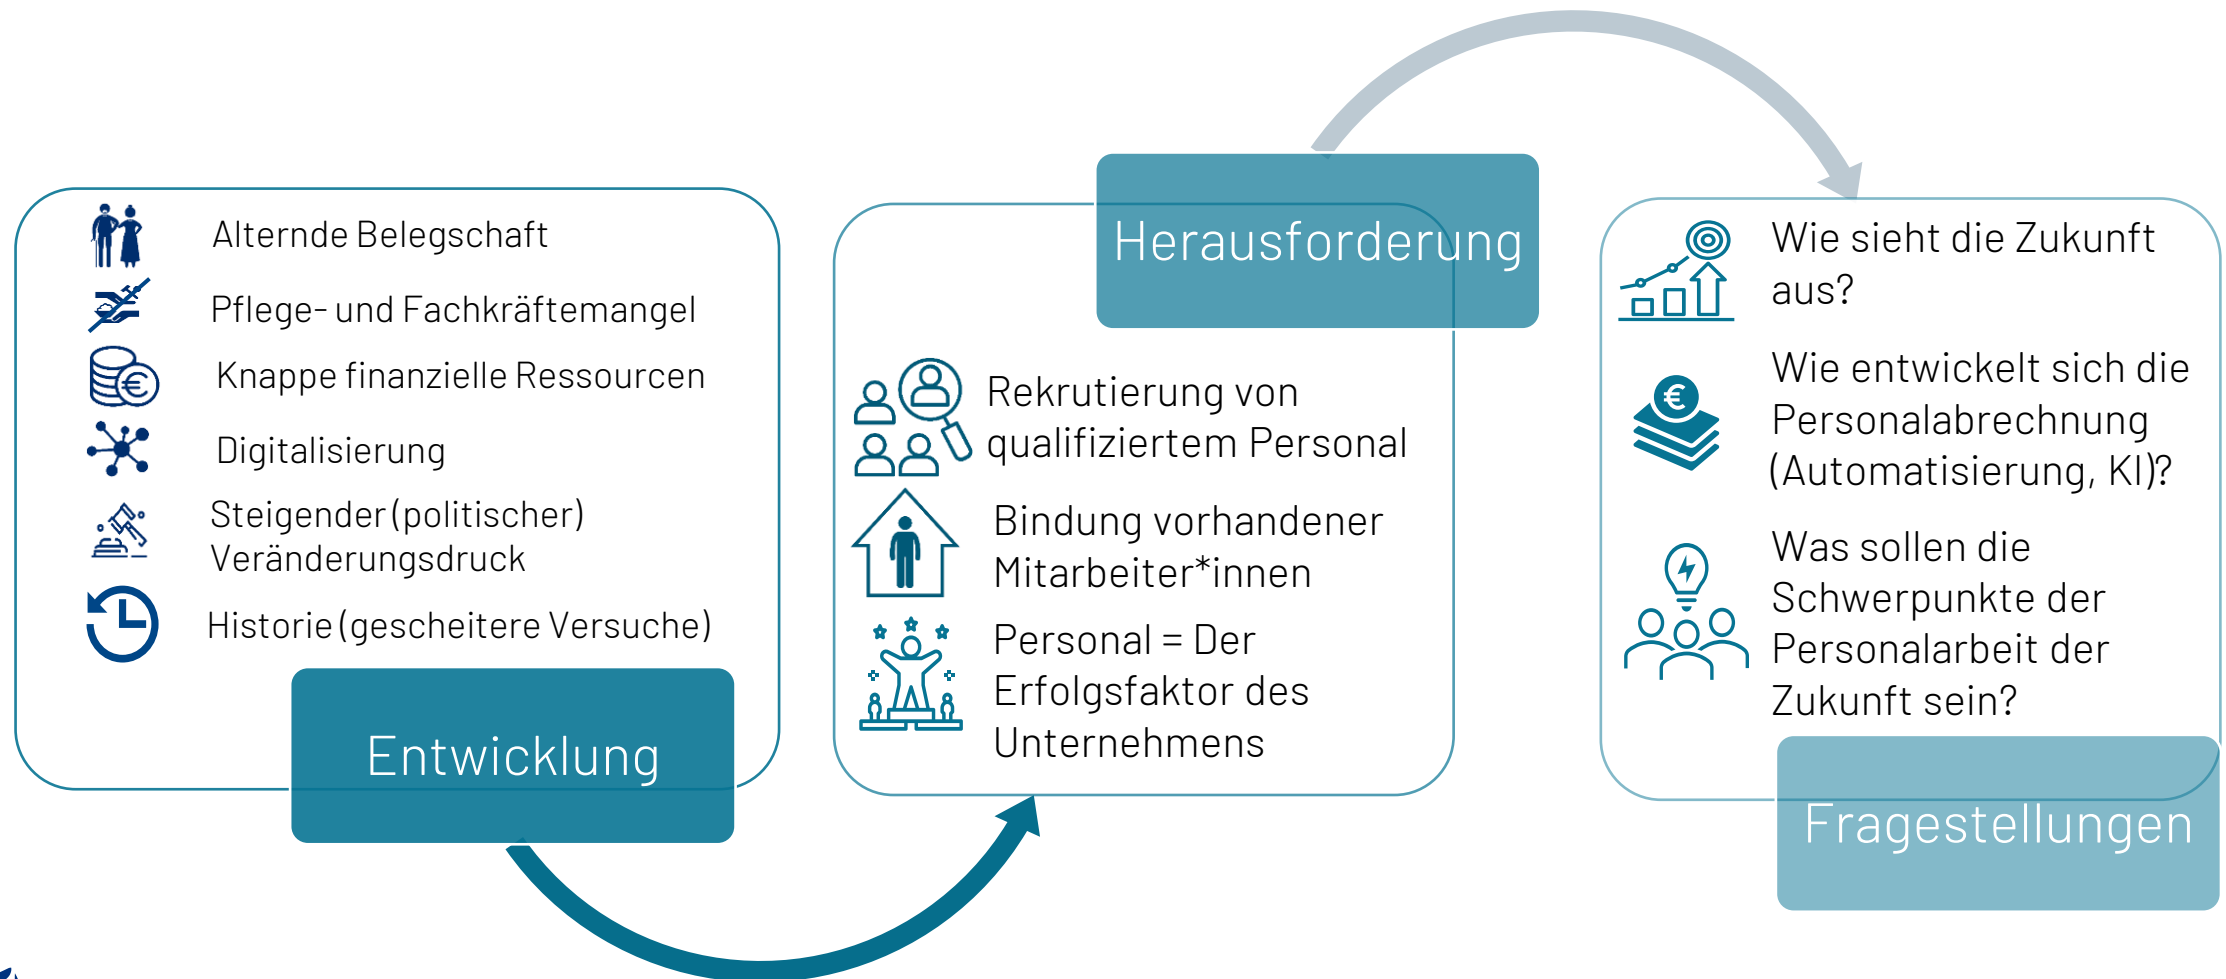 Alternde Belegschaft
Pflege- und Fachkräftemangel
Knappe finanzielle Ressourcen
Digitalisierung
Steigender (politischer)
Veränderungsdruck
Historie (gescheitere Versuche)
Entwicklung
Herausforderung
Rekrutierung von
qualifiziertem Personal
Bindung vorhandener
Mitarbeiter*innen
Personal = Der
Erfolgsfaktor des
Unternehmens
Wie sieht die Zukunft
aus?
Wie entwickelt sich die
Personalabrechnung
(Automatisierung, KI)?
Was sollen die
Schwerpunkte der
Personalarbeit der
Zukunft sein?
Fragestellungen